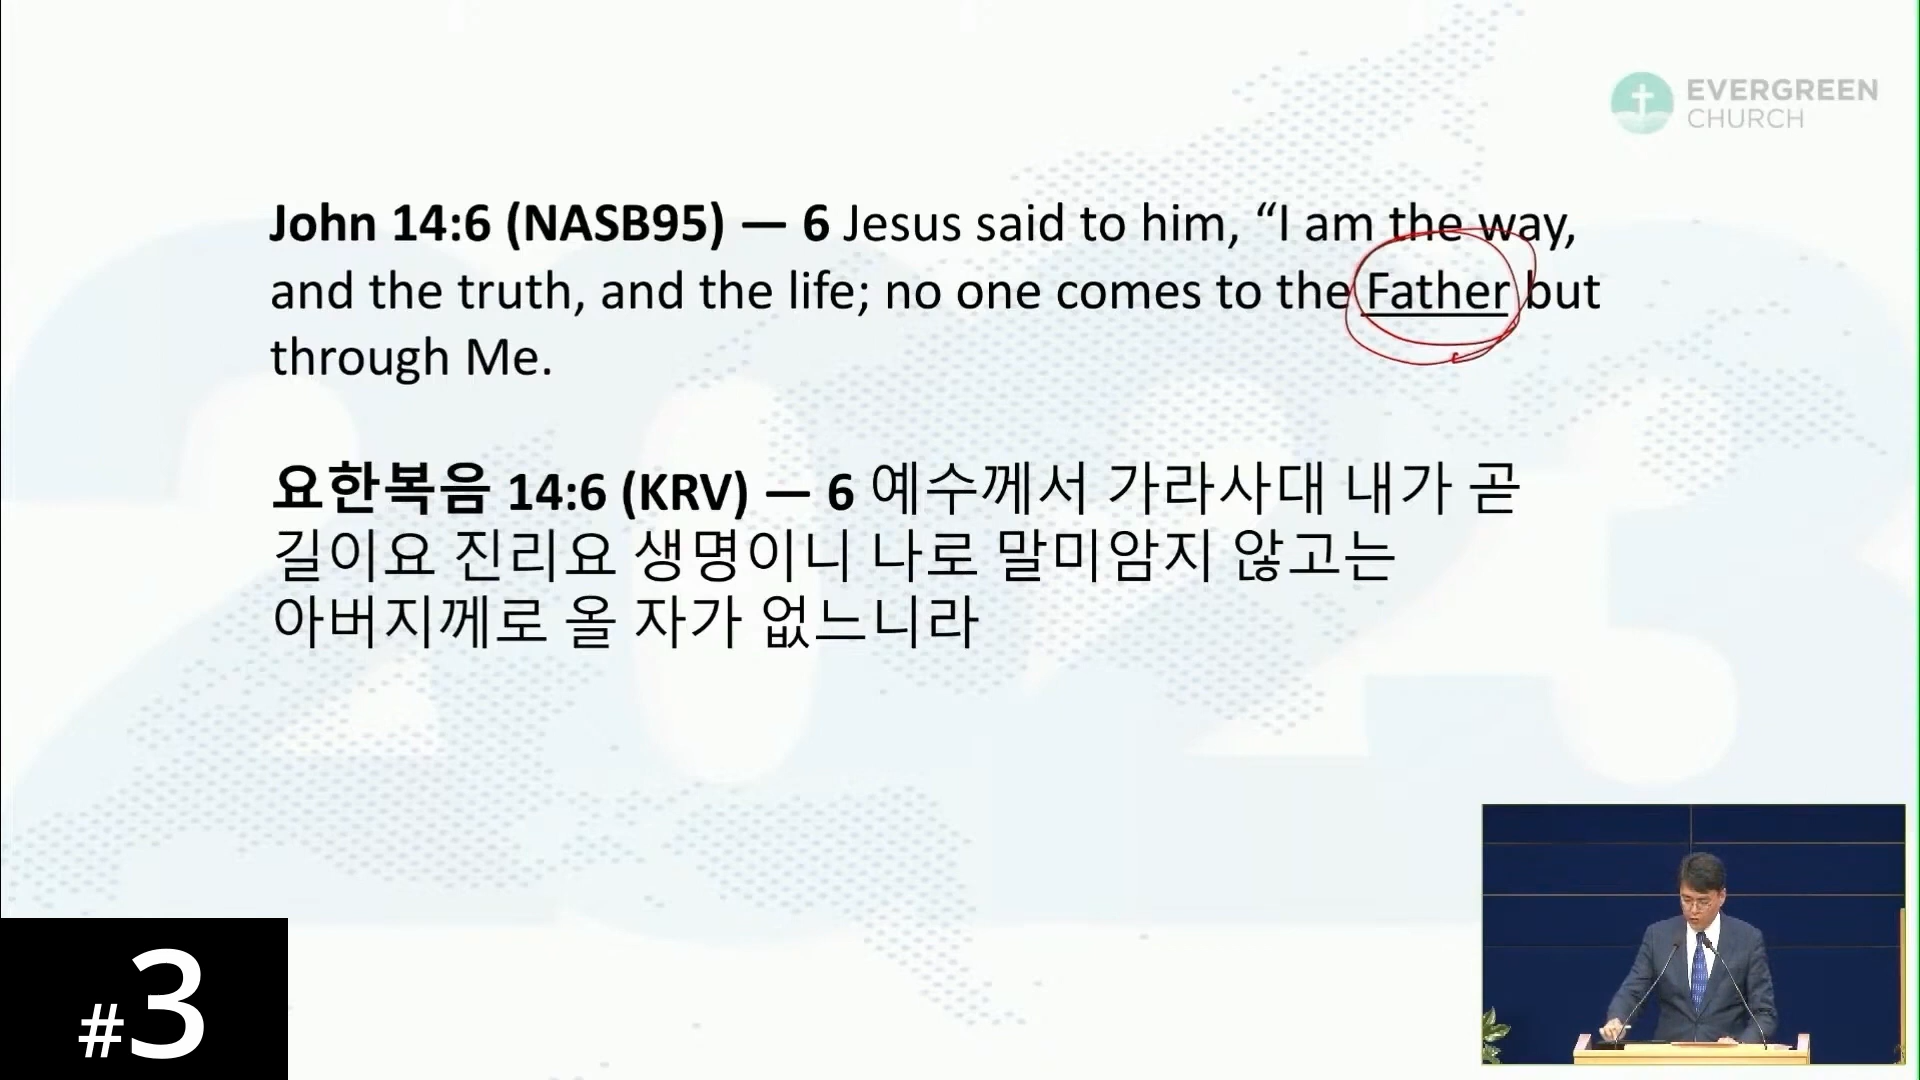 EVERGREEN
CHURCH
John 14:6 (NASB95) — 6 Jesus said to him, “I am the way,
and the truth, and the life; no one comes to the Father but
through Me.
요한복음 14:6 (KRV) — 6 예수께서 가라사대 내가 곧
길이요 진리요 생명이니 나로 말미암지 않고는
아버지께로 올 자가 없느니라
2023
#3